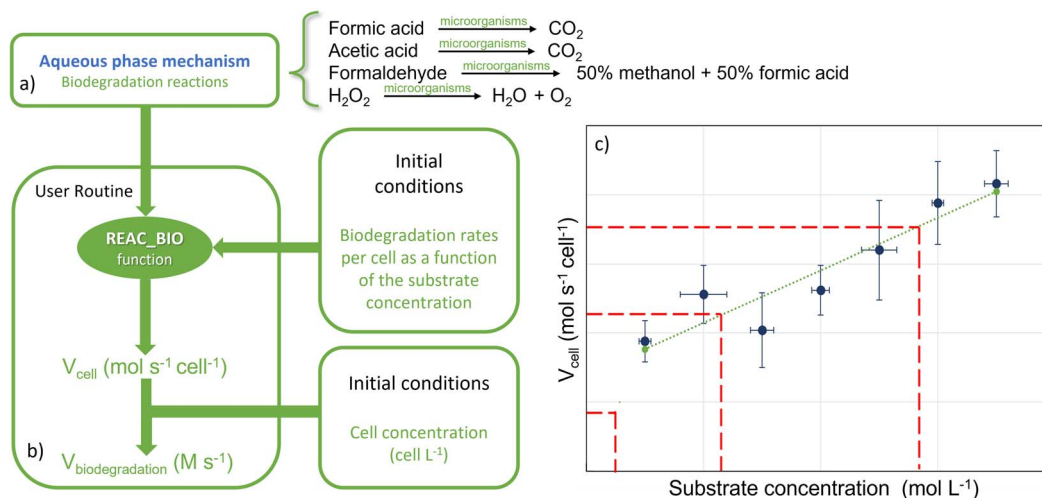 Aqueous phase mechanism
Biodegradation reactions
a)
Formic acid microorganisms CO₂
Acetic acid microorganisms CO₂
Formaldehyde microorganisms 50% methanol + 50% formic acid
H₂O₂ microorganisms H₂O + O₂
User Routine
REAC_BIO
function
Initial
conditions
Biodegradation rates
per cell as a function
of the substrate
concentration
V_cell (mol s⁻¹ cell⁻¹)
Initial conditions
Cell concentration
(cell L⁻¹)
b)
V_biodegradation (M s⁻¹)
c)
V_cell (mol s⁻¹ cell⁻¹)
Substrate concentration (mol L⁻¹)